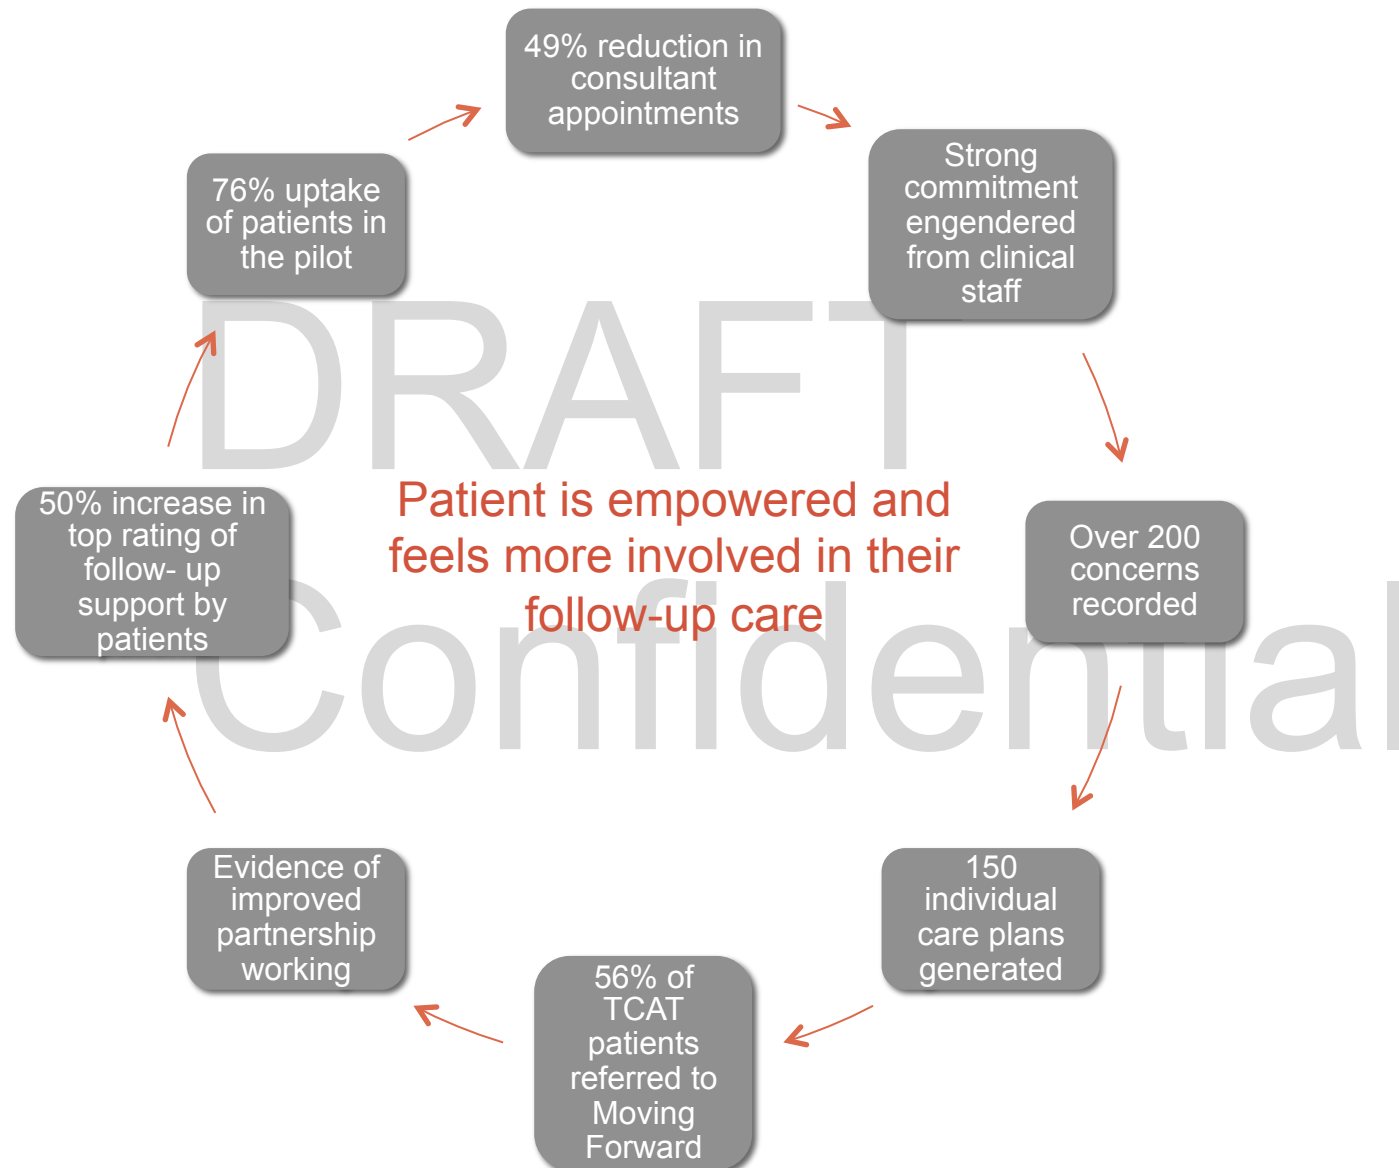 49% reduction in
consultant
appointments
Strong
commitment
engendered
from clinical
staff
Over 200
concerns
recorded
150
individual
care plans
generated
56% of
TCAT
patients
referred to
Moving
Forward
Evidence of
improved
partnership
working
50% increase in
top rating of
follow- up
support by
patients
76% uptake
of patients in
the pilot
Patient is empowered and
feels more involved in their
follow-up care
DRAFT
Confidential